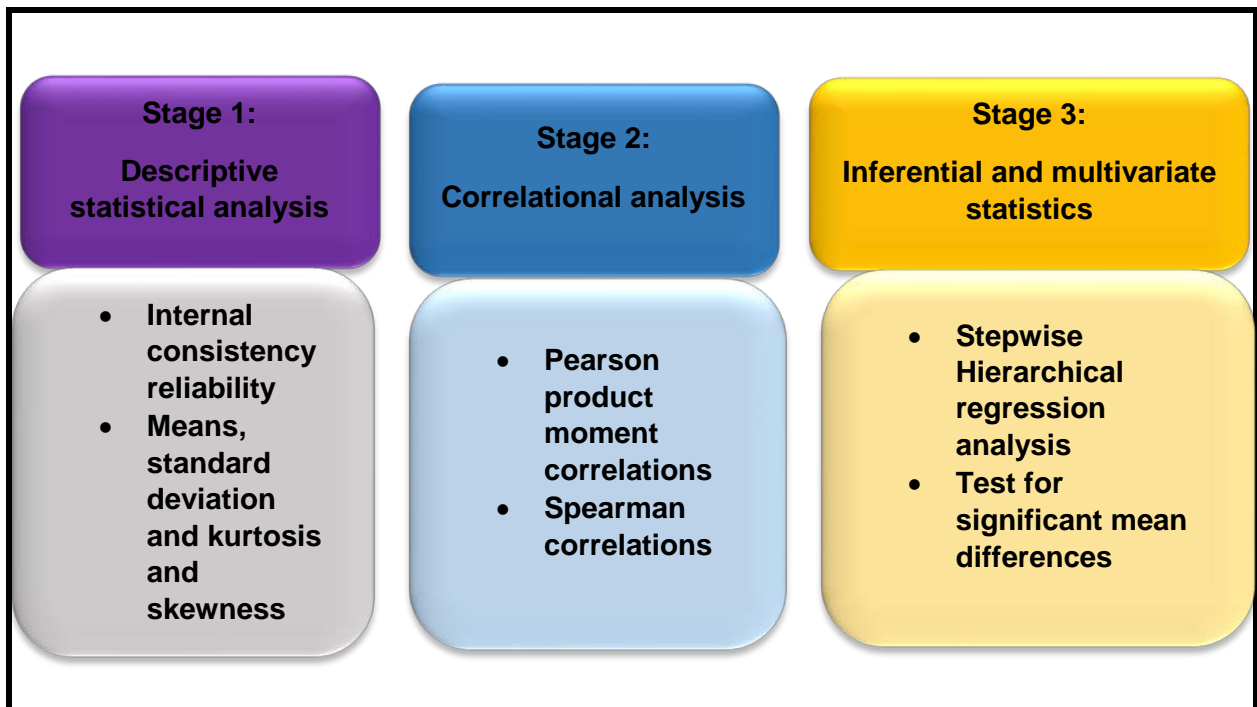 Stage 1:
Descriptive
statistical analysis
• Internal
consistency
reliability
• Means,
standard
deviation
and kurtosis
and
skewness
Stage 2:
Correlational analysis
• Pearson
product
moment
correlations
• Spearman
correlations
Stage 3:
Inferential and multivariate
statistics
• Stepwise
Hierarchical
regression
analysis
• Test for
significant mean
differences